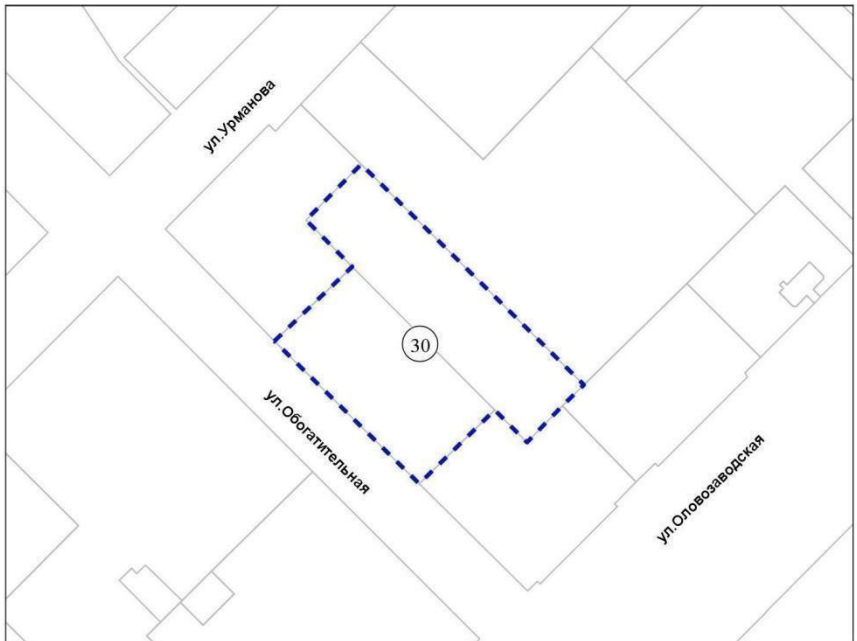 ул.Урманова
30
ул.Обогатительная
ул.Оловозаводская